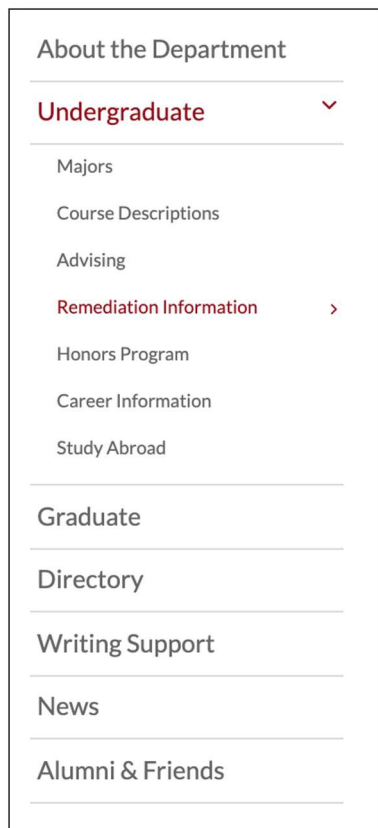 About the Department
Undergraduate
Majors
Course Descriptions
Advising
Remediation Information
Honors Program
Career Information
Study Abroad
Graduate
Directory
Writing Support
News
Alumni & Friends